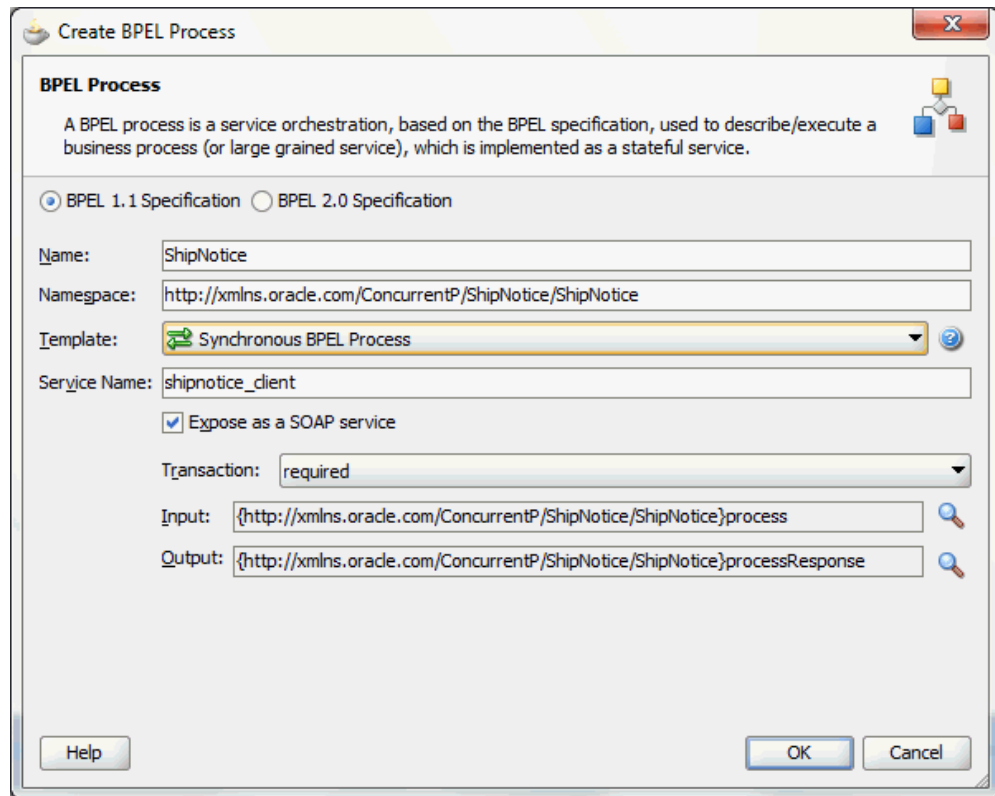 Create BPEL Process
BPEL Process
A BPEL process is a service orchestration, based on the BPEL specification, used to describe/execute a
business process (or large grained service), which is implemented as a stateful service.
BPEL 1.1 Specification BPEL 2.0 Specification
Name: ShipNotice
Namespace: http://xmlns.oracle.com/ConcurrentP/ShipNotice/ShipNotice
Template: Synchronous BPEL Process
Service Name: shipnotice_client
Expose as a SOAP service
Transaction: required
Input: {http://xmlns.oracle.com/ConcurrentP/ShipNotice/ShipNotice}process
Output: {http://xmlns.oracle.com/ConcurrentP/ShipNotice/ShipNotice}processResponse
Help OK Cancel